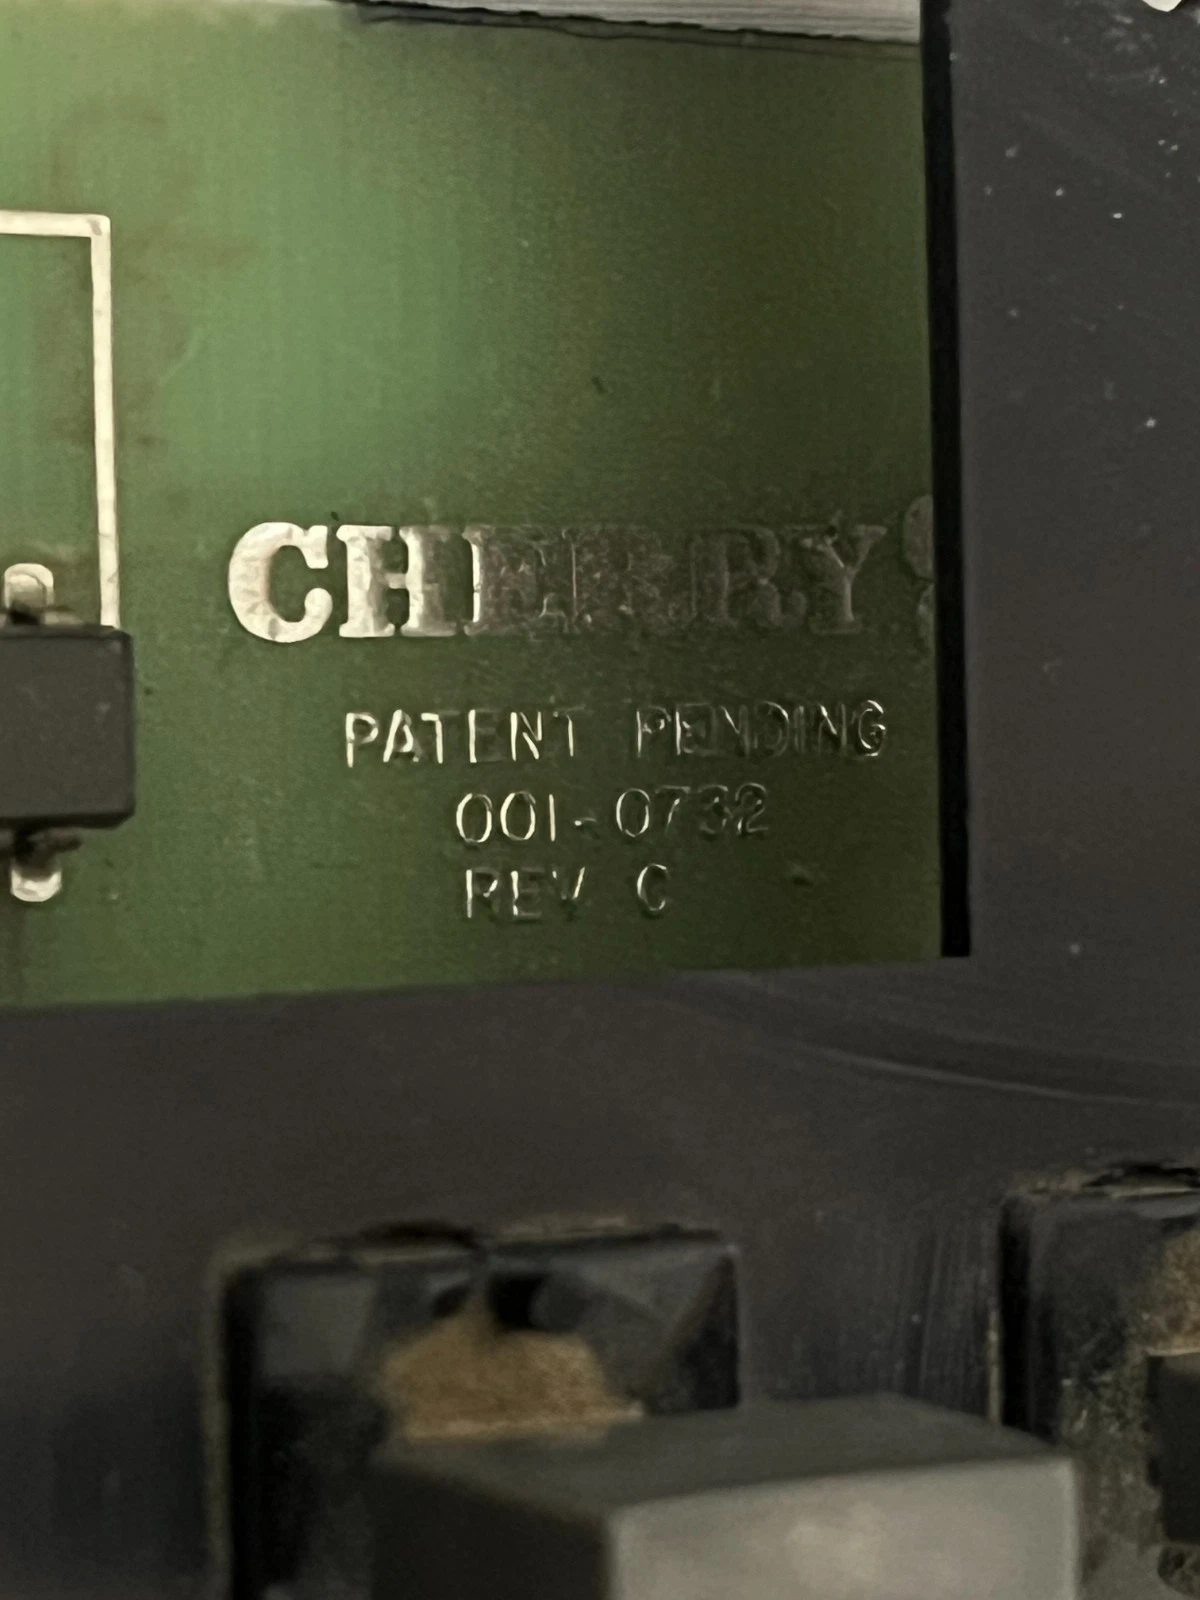 CHERRY
PATENT PENDING
001-0732
REV C